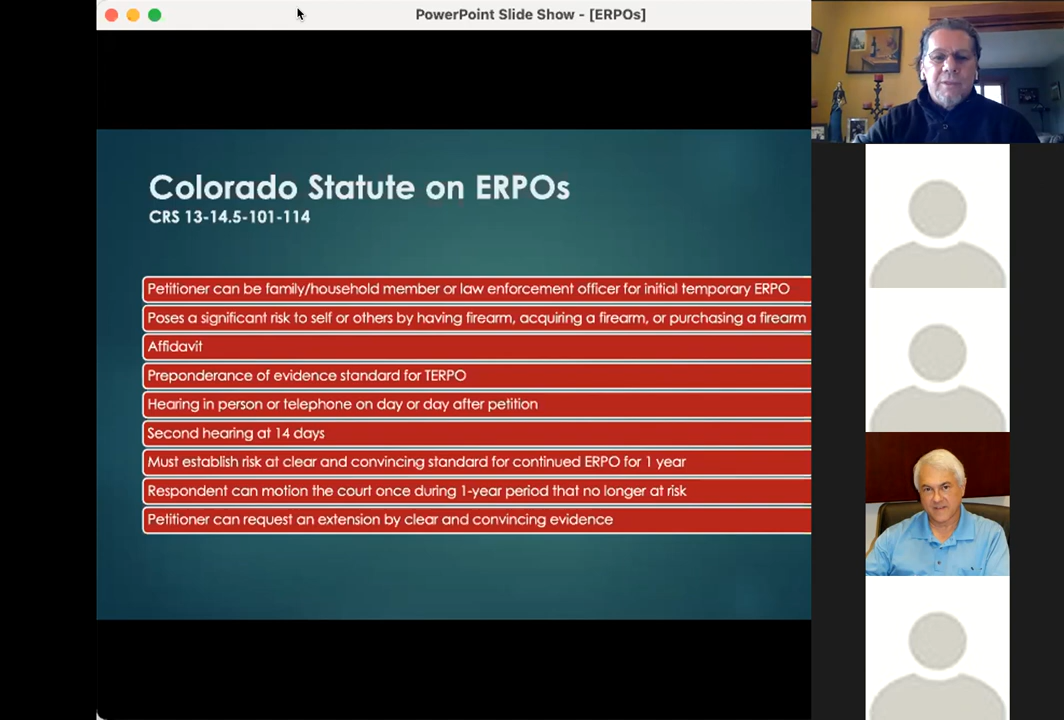 PowerPoint Slide Show - [ERPOs]
Colorado Statute on ERPOs
CRS 13-14.5-101-114
Petitioner can be family/household member or law enforcement officer for initial temporary ERPO
Poses a significant risk to self or others by having firearm, acquiring a firearm, or purchasing a firearm
Affidavit
Preponderance of evidence standard for TERPO
Hearing in person or telephone on day or day after petition
Second hearing at 14 days
Must establish risk at clear and convincing standard for continued ERPO for 1 year
Respondent can motion the court once during 1-year period that no longer at risk
Petitioner can request an extension by clear and convincing evidence